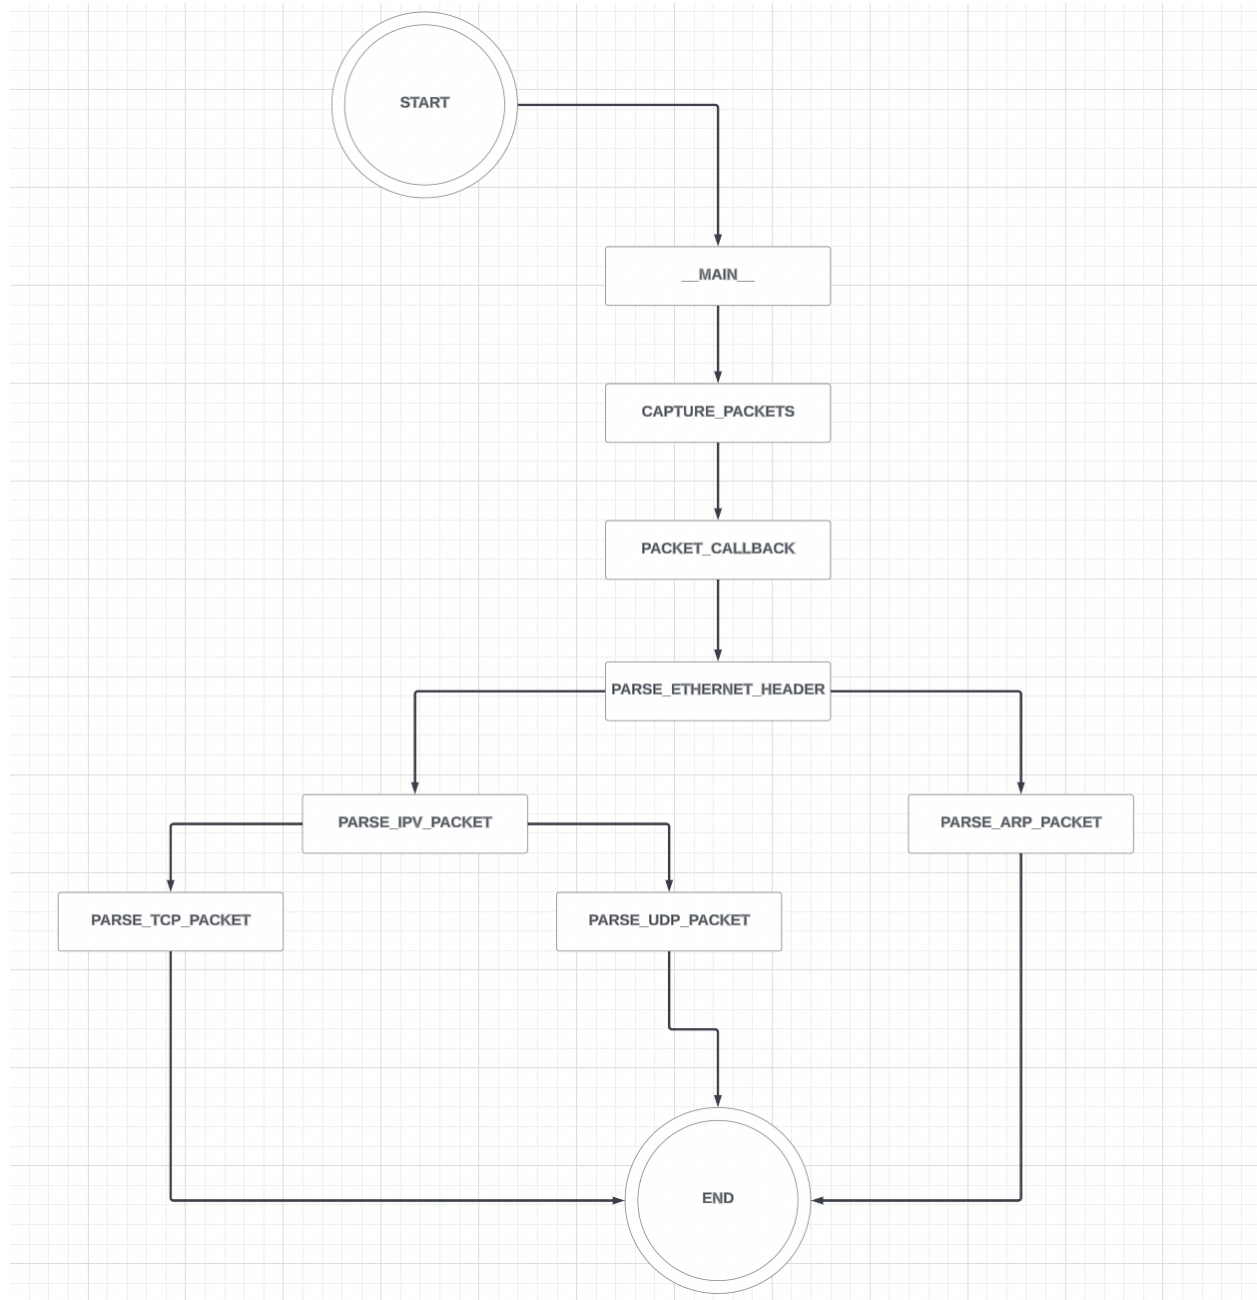 START
__MAIN__
CAPTURE_PACKETS
PACKET_CALLBACK
PARSE_ETHERNET_HEADER
PARSE_IPV_PACKET
PARSE_ARP_PACKET
PARSE_TCP_PACKET
PARSE_UDP_PACKET
END